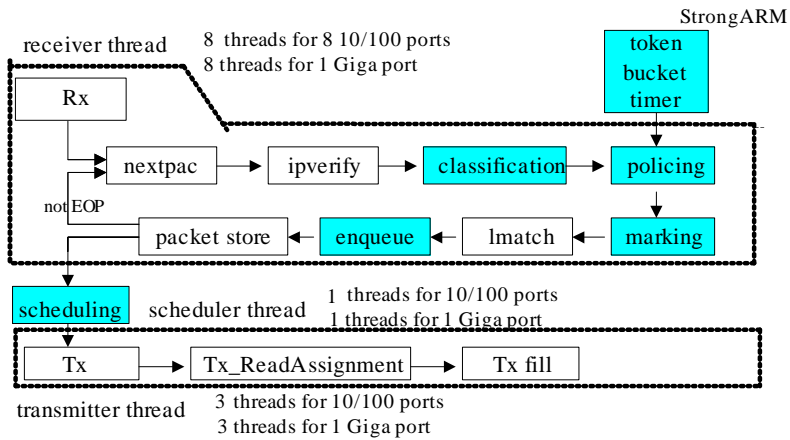 StrongARM
receiver thread
8 threads for 8 10/100 ports
8 threads for 1 Giga port
token
bucket
timer
Rx
nextpac
ipverify
classification
policing
not EOP
packet store
enqueue
lmatch
marking
scheduling
scheduler thread
1 threads for 10/100 ports
1 threads for 1 Giga port
Tx
Tx_ReadAssignment
Tx fill
transmitter thread
3 threads for 10/100 ports
3 threads for 1 Giga port